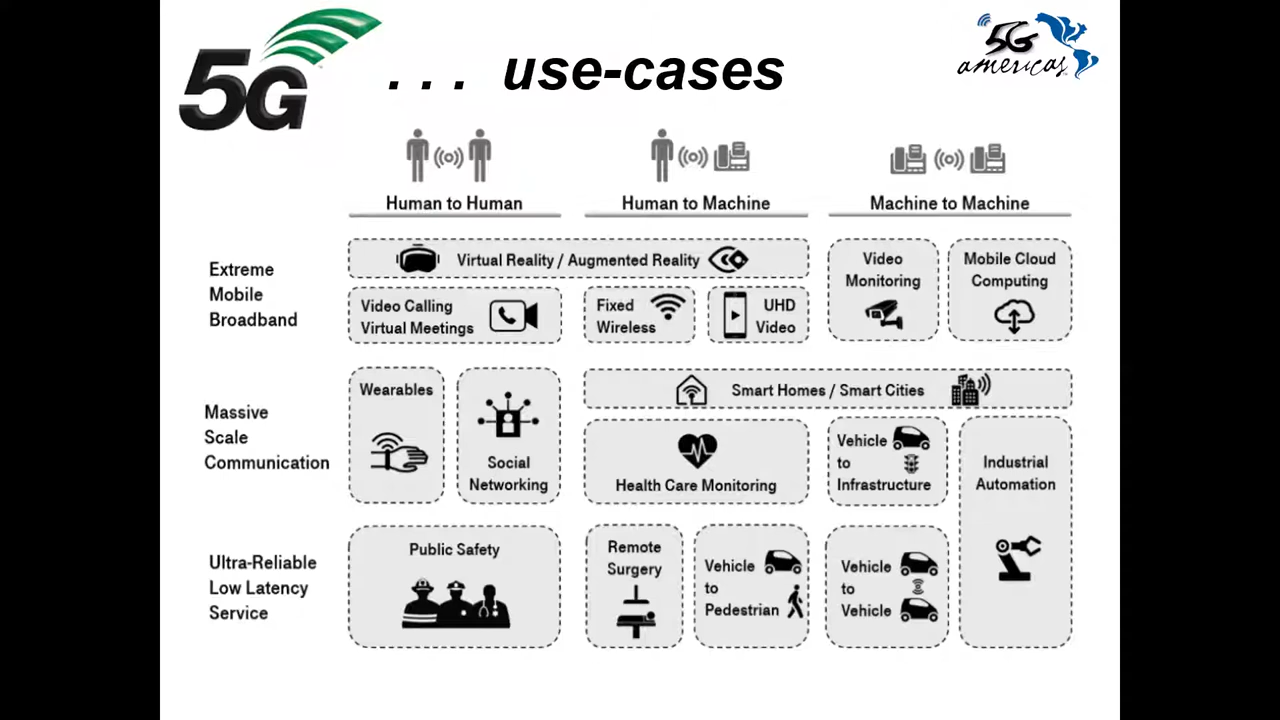 5G
. . . use-cases
5G
americas
Human to Human
Human to Machine
Machine to Machine
Extreme
Mobile
Broadband
Virtual Reality / Augmented Reality
Video Calling
Virtual Meetings
Fixed
Wireless
UHD
Video
Video
Monitoring
Mobile Cloud
Computing
Massive
Scale
Communication
Wearables
Social
Networking
Smart Homes / Smart Cities
Health Care Monitoring
Vehicle
to
Infrastructure
Industrial
Automation
Ultra-Reliable
Low Latency
Service
Public Safety
Remote
Surgery
Vehicle
to
Pedestrian
Vehicle
to
Vehicle